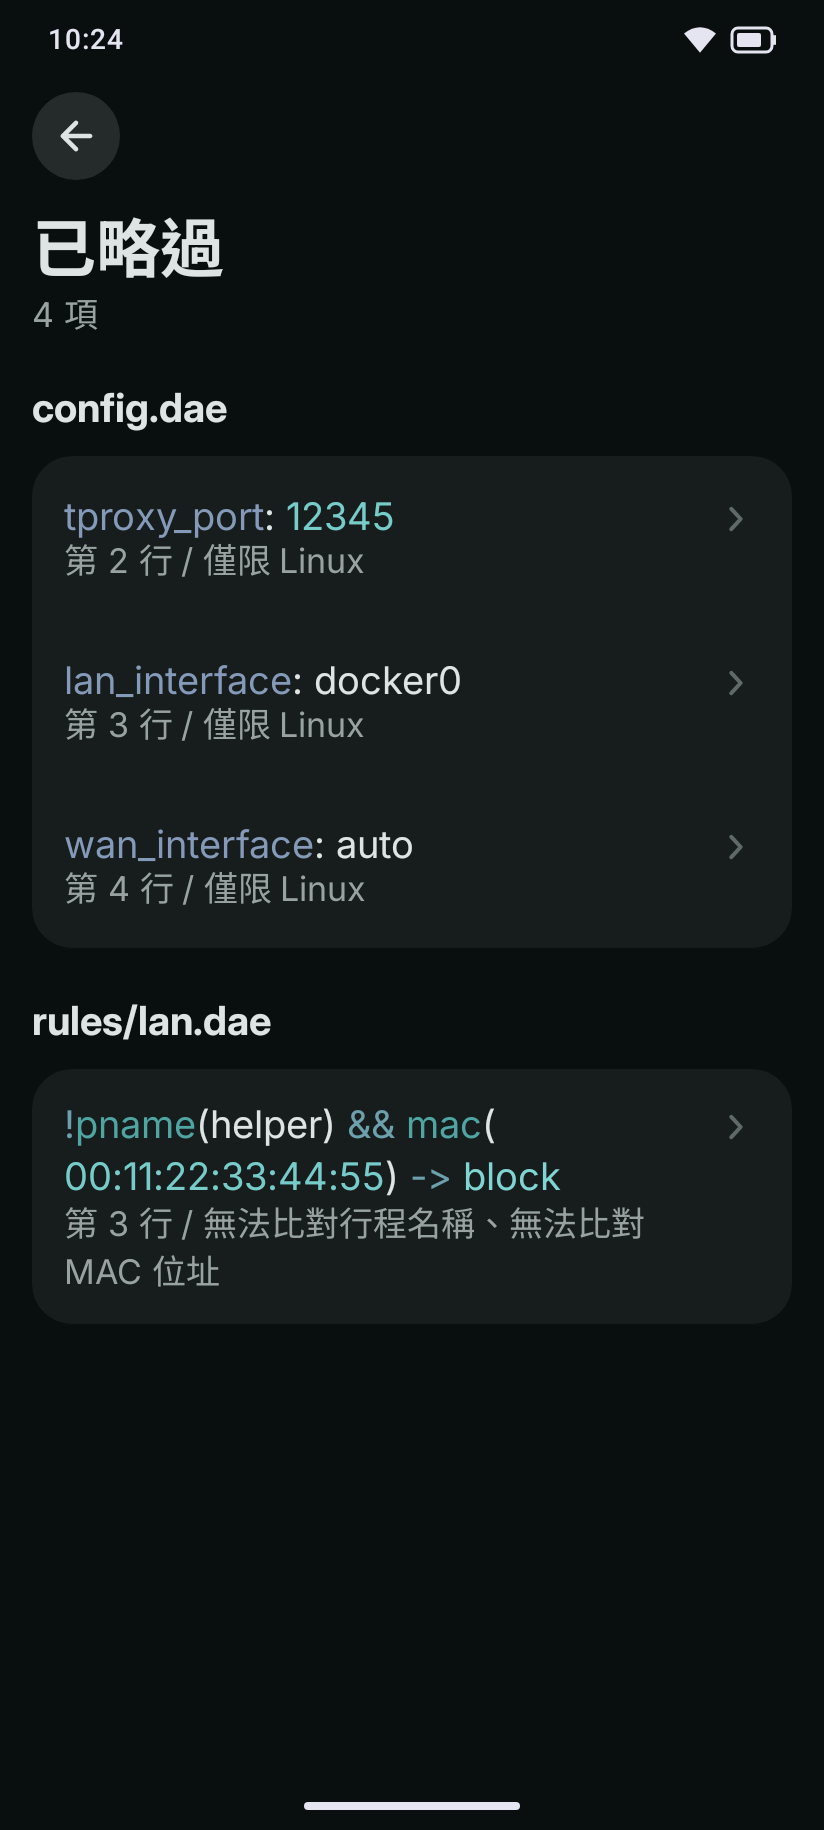 10:24
已略過
4 項
config.dae
tproxy_port: 12345
第 2 行 / 僅限 Linux
lan_interface: docker0
第 3 行 / 僅限 Linux
wan_interface: auto
第 4 行 / 僅限 Linux
rules/lan.dae
!pname(helper) && mac(
00:11:22:33:44:55) -> block
第 3 行 / 無法比對行程名稱、無法比對
MAC 位址